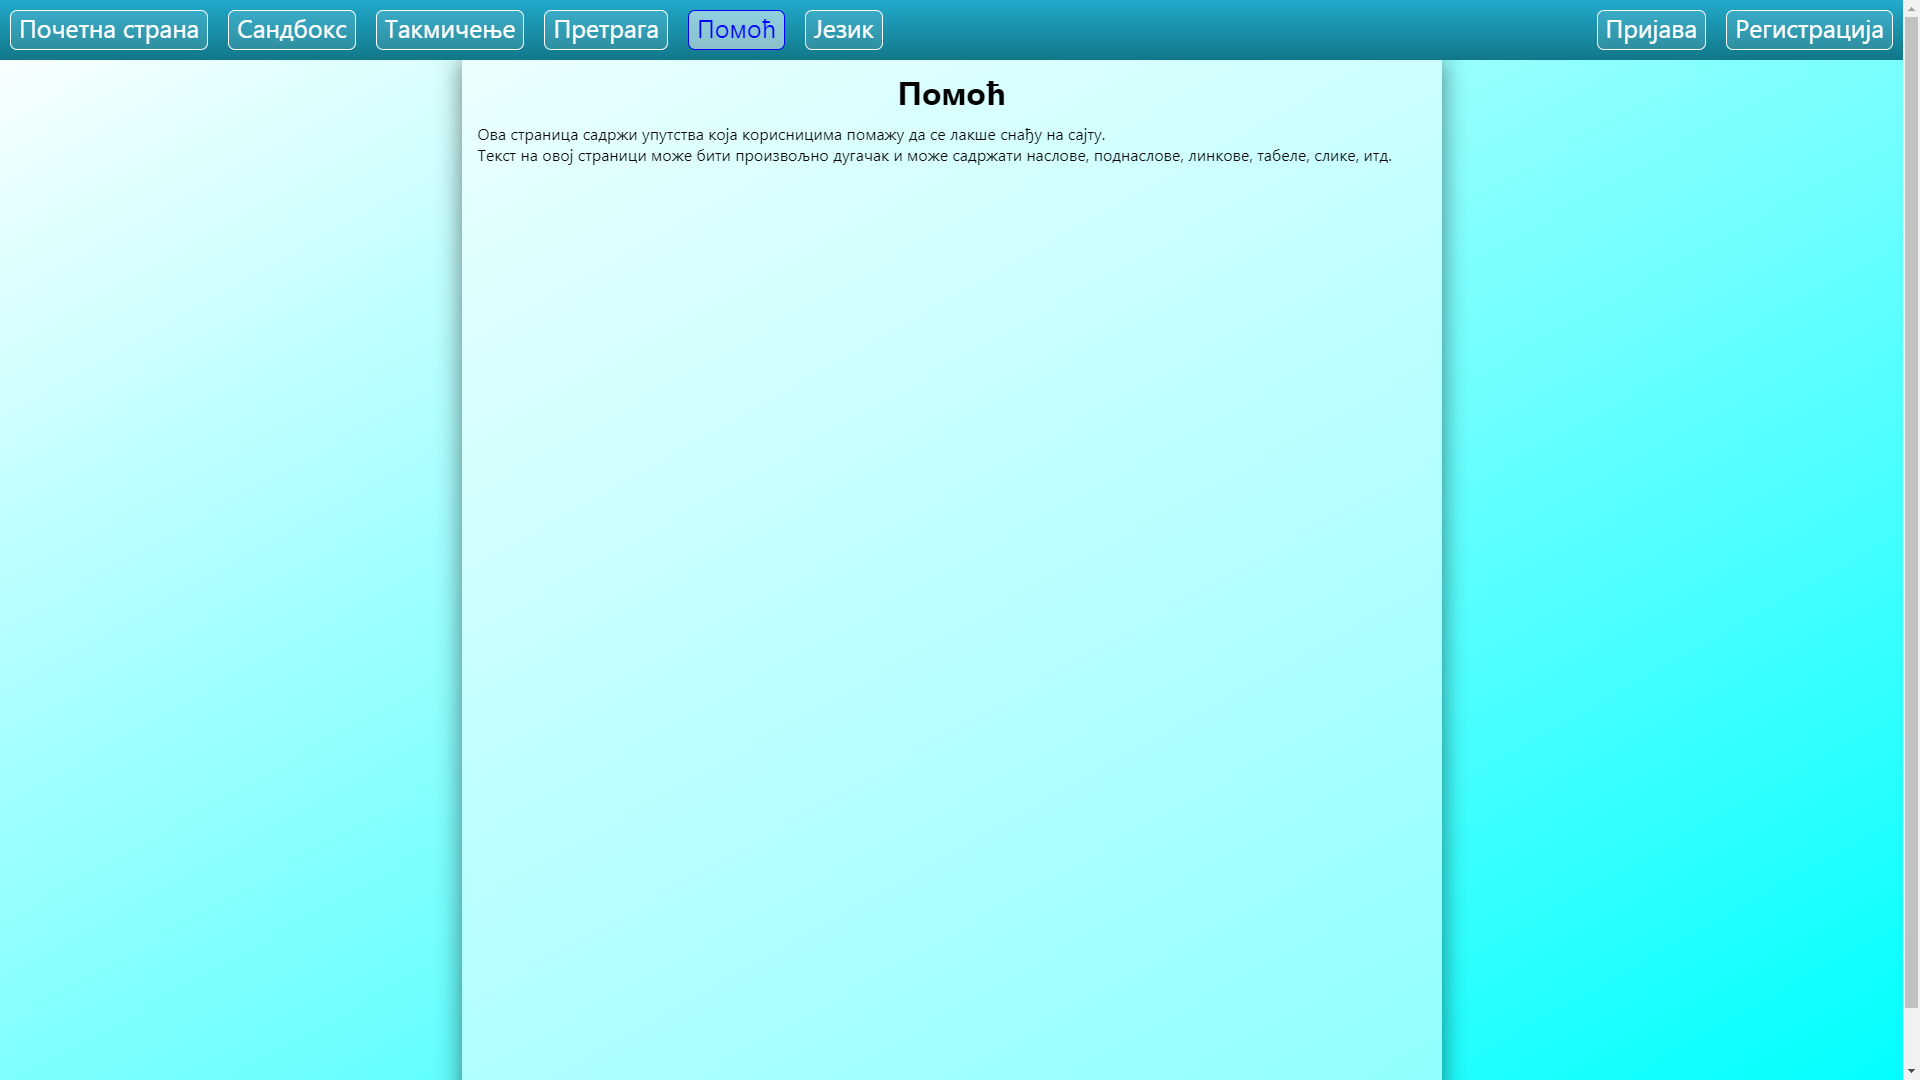 Почетна страна Сандбокс Такмичење Претрага Помоћ Језик Пријава Регистрација
Помоћ
Ова страница садржи упутства која корисницима помажу да се лакше снађу на сајту.
Текст на овој страници може бити произвољно дугачак и може садржати наслове, поднаслове, линкове, табеле, слике, итд.